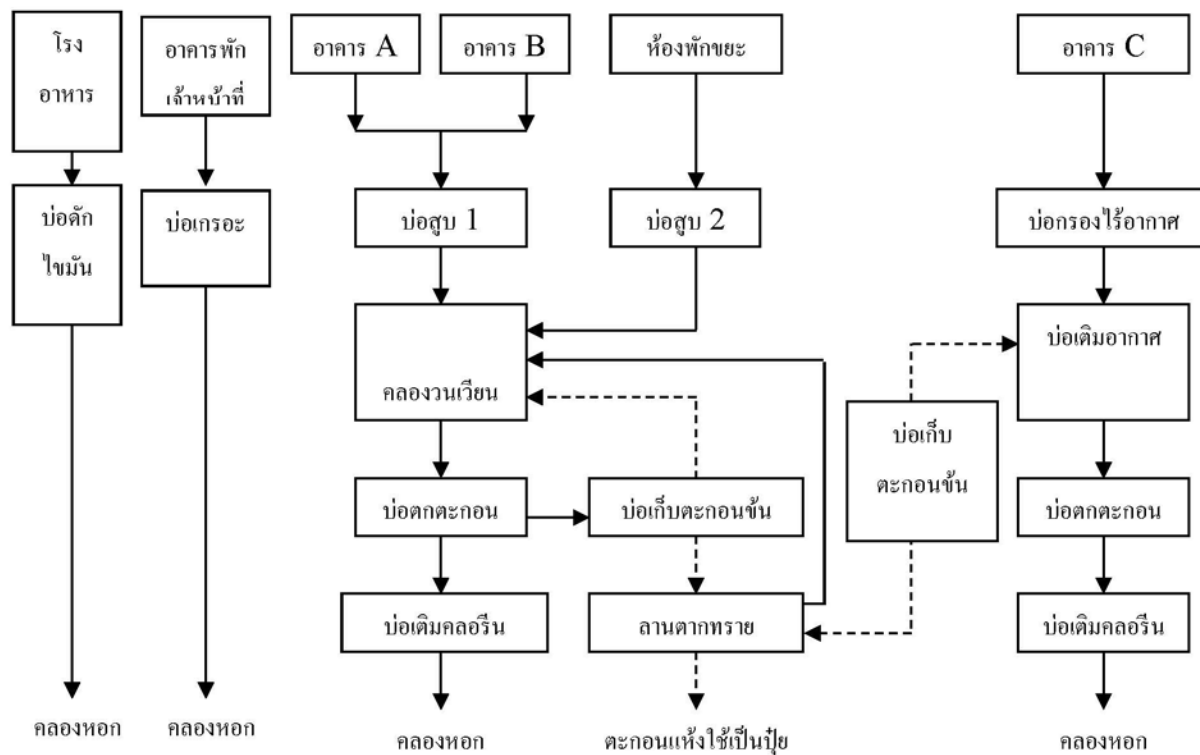 โรง
อาหาร
อาคารพัก
เจ้าหน้าที่
อาคาร A
อาคาร B
ห้องพักขยะ
อาคาร C
บ่อดัก
ไขมัน
บ่อเกรอะ
บ่อสูบ 1
บ่อสูบ 2
บ่อกรองไร้อากาศ
คลองวนเวียน
บ่อเติมอากาศ
บ่อเก็บ
ตะกอนข้น
บ่อตกตะกอน
บ่อเก็บตะกอนข้น
บ่อตกตะกอน
บ่อเติมคลอรีน
ลานตากทราย
บ่อเติมคลอรีน
คลองหอก
คลองหอก
คลองหอก
ตะกอนแห้งใช้เป็นปุ๋ย
คลองหอก